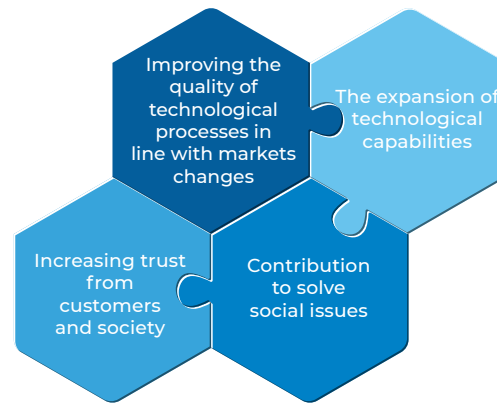 Improving the
quality of
technological
processes in
line with markets
changes
The expansion of
technological
capabilities
Increasing trust
from
customers
and society
Contribution
to solve
social issues